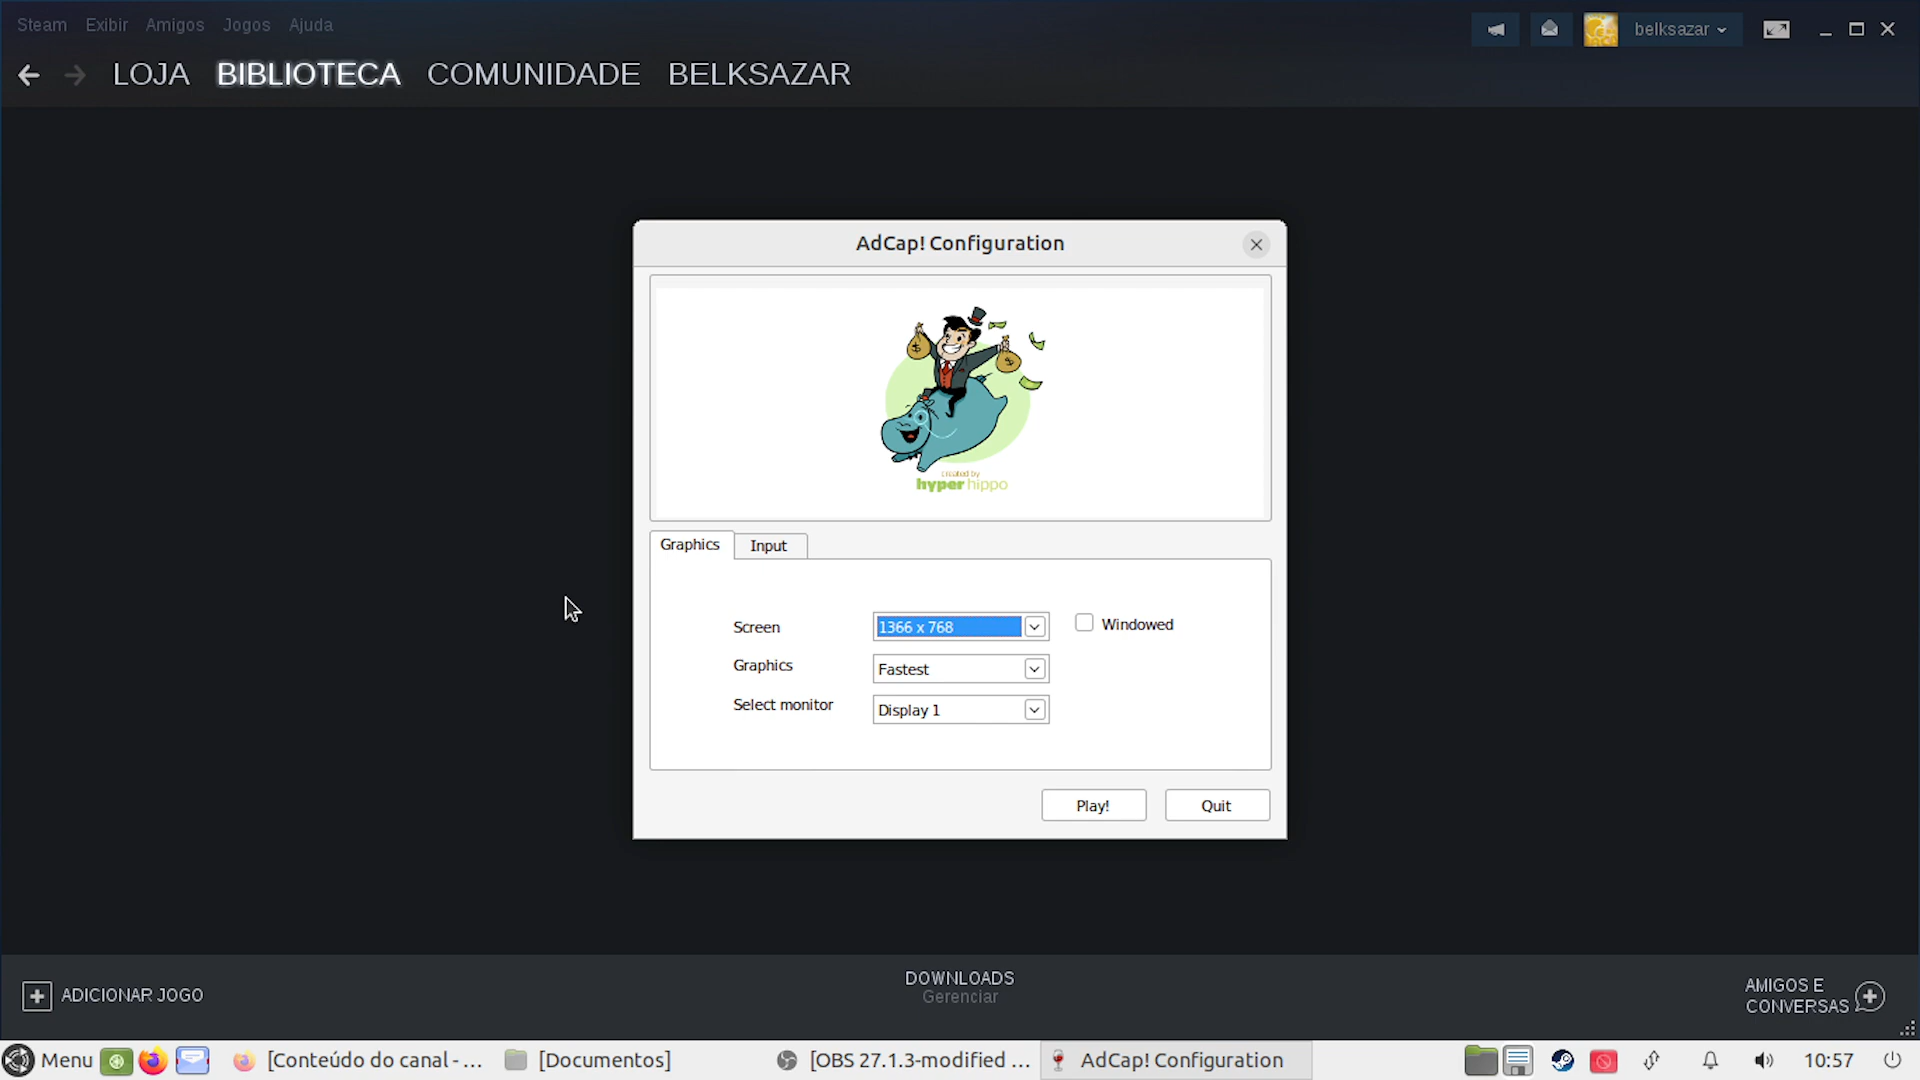 Steam Exibir Amigos Jogos Ajuda
belksazar
LOJA BIBLIOTECA COMUNIDADE BELKSAZAR
AdCap! Configuration
created by
hyper hippo
Graphics Input
Screen 1366 x 768 Windowed
Graphics Fastest
Select monitor Display 1
Play! Quit
ADICIONAR JOGO
DOWNLOADS
Gerenciar
AMIGOS E
CONVERSAS
Menu [Conteúdo do canal - ... [Documentos] [OBS 27.1.3-modified ... AdCap! Configuration 10:57